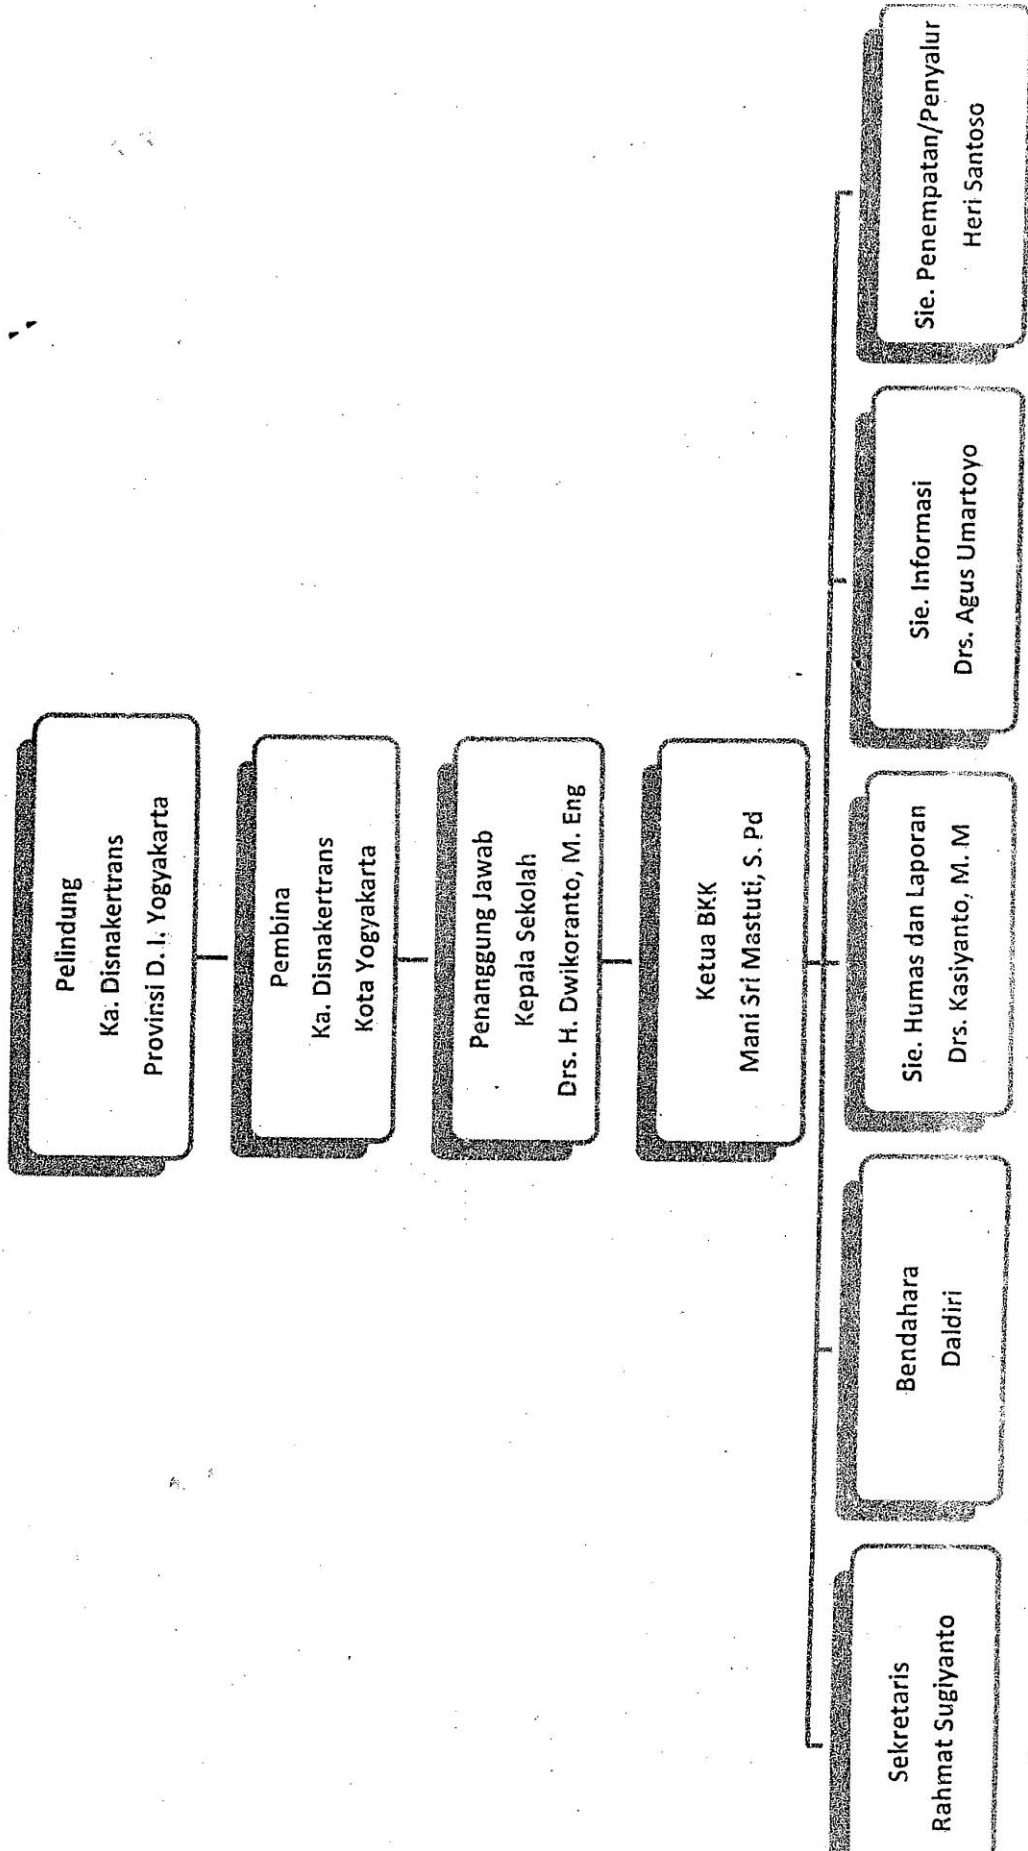 Pelindung
Ka. Disnakertrans
Provinsi D. I. Yogyakarta
Pembina
Ka. Disnakertrans
Kota Yogyakarta
Penanggung Jawab
Kepala Sekolah
Drs. H. Dwikoranto, M. Eng
Ketua BKK
Mani Sri Mastuti, S. Pd
Sekretaris
Rahmat Sugiyanto
Bendahara
Daldiri
Sie. Humas dan Laporan
Drs. Kasiyanto, M. M
Sie. Informasi
Drs. Agus Umartoyo
Sie. Penempatan/Penyalur
Heri Santoso